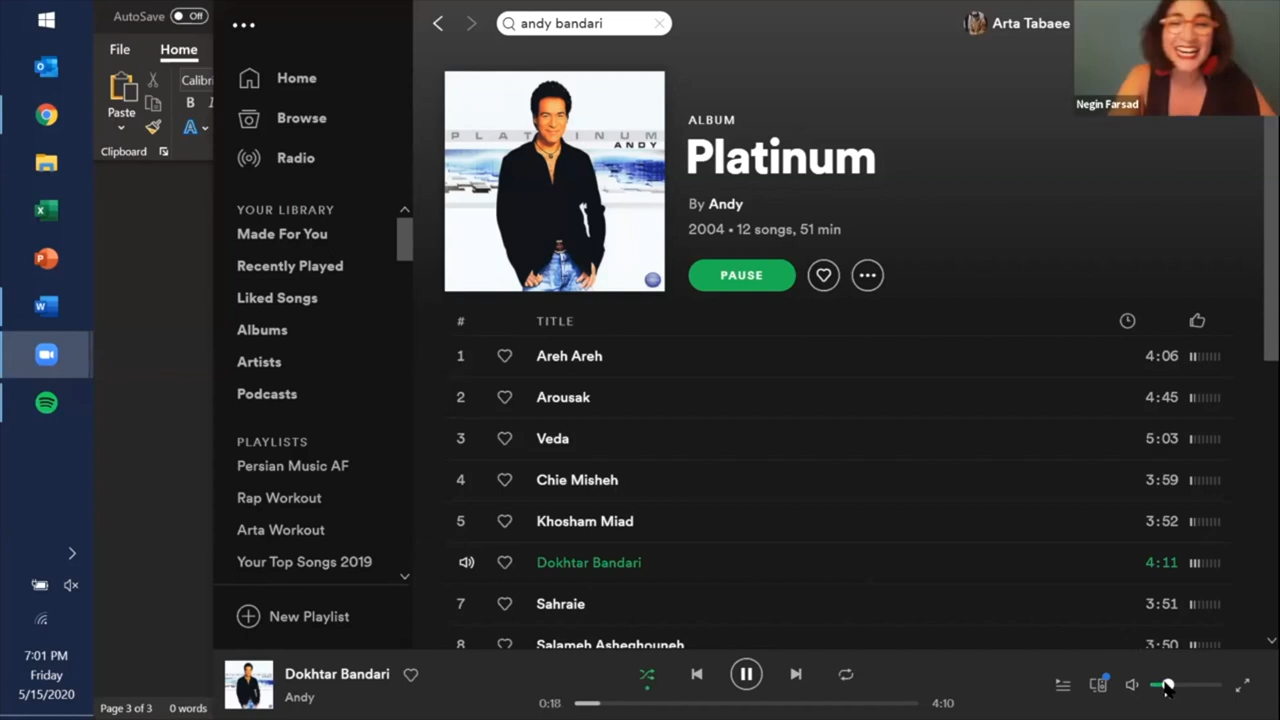 AutoSave Off
File Home
Calibri
Paste
B
A
Clipboard
Page 3 of 3 0 words
7:01 PM
Friday
5/15/2020
Home
Browse
Radio
YOUR LIBRARY
Made For You
Recently Played
Liked Songs
Albums
Artists
Podcasts
PLAYLISTS
Persian Music AF
Rap Workout
Arta Workout
Your Top Songs 2019
New Playlist
andy bandari
Arta Tabaee
Negin Farsad
PLATINUM
ANDY
ALBUM
Platinum
By Andy
2004 • 12 songs, 51 min
PAUSE
# TITLE
1 Areh Areh 4:06
2 Arousak 4:45
3 Veda 5:03
4 Chie Misheh 3:59
5 Khosham Miad 3:52
Dokhtar Bandari 4:11
7 Sahraie 3:51
8 Salameh Asheghouneh 3:50
Dokhtar Bandari
Andy
0:18 4:10